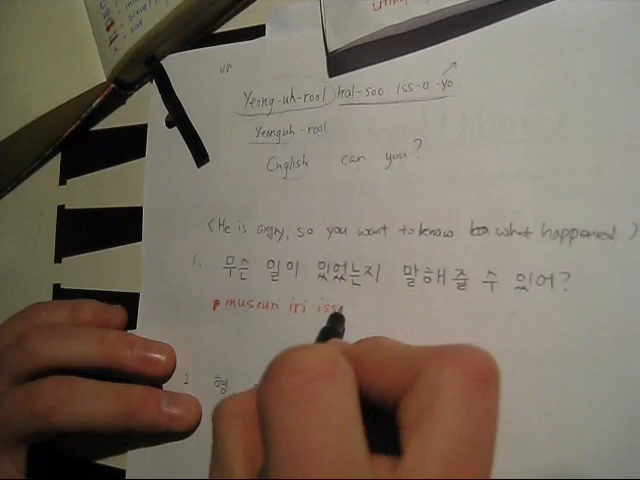 or
Yeong-uh-rool hal-soo iss-o-yo
Yeonguh-rool
English can you?
(He is angry, so you want to know what happened)
1. 무슨 일이 있었는지 말해줄 수 있어?
museun iri iss
2 형